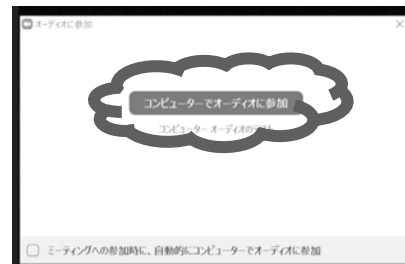 オーディオに参加
コンピューターでオーディオに参加
コンピューター オーディオのテスト
ミーティングへの参加時に、自動的にコンピューターでオーディオに参加